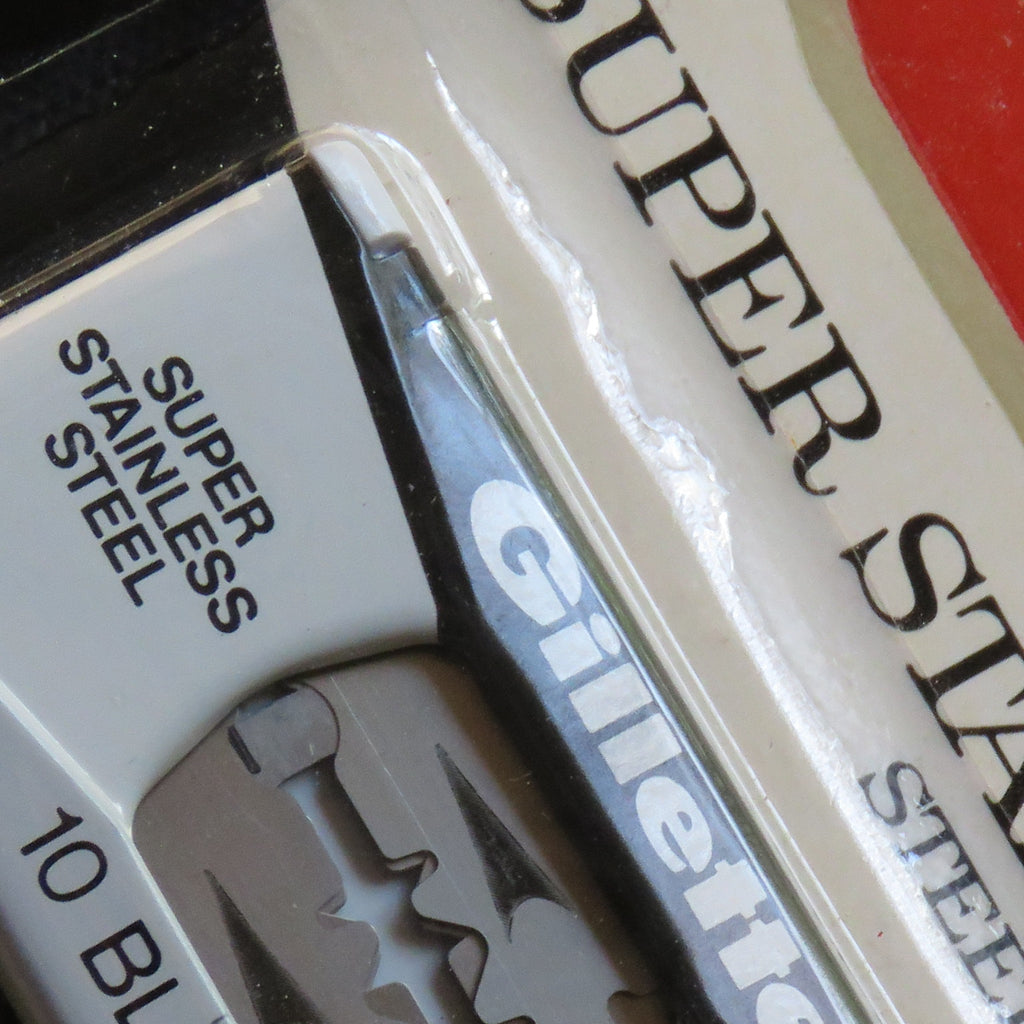 SUPER STA
STEE
Gillette
SUPER
STAINLESS
STEEL
10 BL